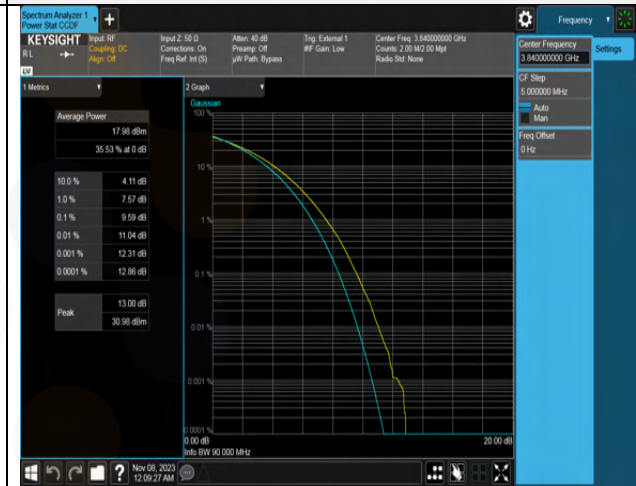 Spectrum Analyzer 1
Power Stat CCDF
Frequency
KEYSIGHT
Input: RF
Coupling: DC
Align: Off
R L
LW
Input Z: 50 Ω
Corrections: On
Freq Ref: Int (S)
Atten: 40 dB
Preamp: Off
µW Path: Bypass
Trig: External 1
#IF Gain: Low
Center Freq: 3.840000000 GHz
Counts: 2.00 M/2.00 Mpt
Radio Std: None
Center Frequency
3.840000000 GHz
Settings
CF Step
5.000000 MHz
Auto
Man
Freq Offset
0 Hz
1 Metrics
Average Power
17.98 dBm
35.53 % at 0 dB
10.0 % 4.11 dB
1.0 % 7.57 dB
0.1 % 9.59 dB
0.01 % 11.04 dB
0.001 % 12.31 dB
0.0001 % 12.86 dB
Peak
13.00 dB
30.98 dBm
2 Graph
Gaussian
100 %
10 %
1 %
0.1 %
0.01 %
0.001 %
0.0001 %
0.00 dB
20.00 dB
Info BW 90.000 MHz
Nov 08, 2023
12:09:27 AM